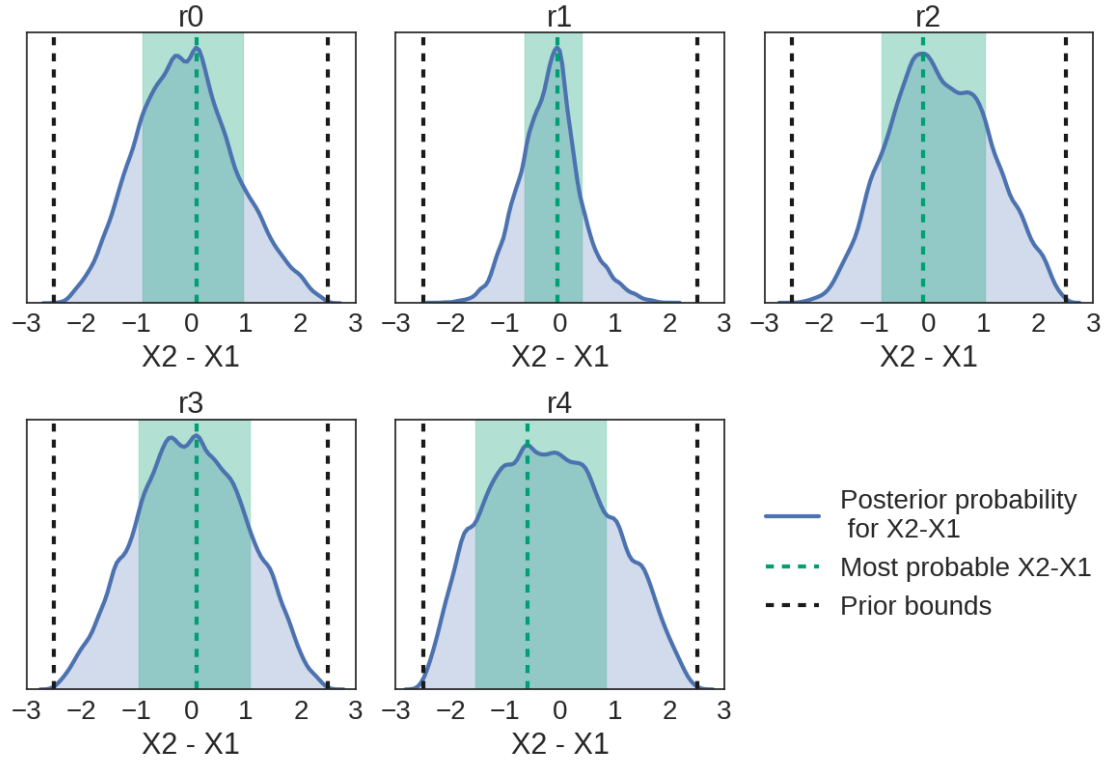 r0
r1
r2
−3 −2 −1 0 1 2 3
−3 −2 −1 0 1 2 3
−3 −2 −1 0 1 2 3
X2 - X1
X2 - X1
X2 - X1
r3
r4
−3 −2 −1 0 1 2 3
−3 −2 −1 0 1 2 3
X2 - X1
X2 - X1
Posterior probability
for X2-X1
Most probable X2-X1
Prior bounds